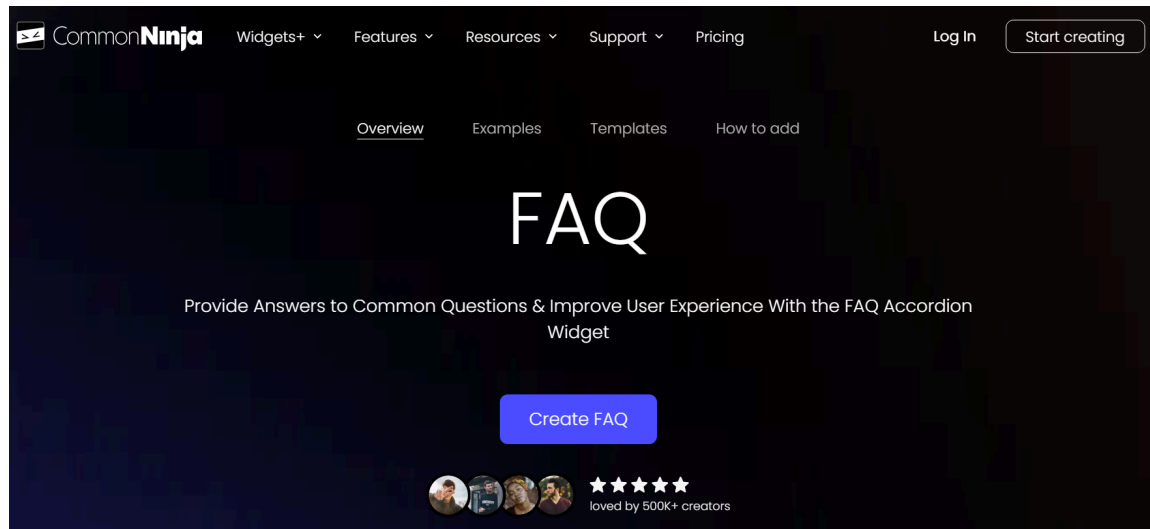 CommonNinja Widgets+ Features Resources Support Pricing Log In Start creating
Overview Examples Templates How to add
FAQ
Provide Answers to Common Questions & Improve User Experience With the FAQ Accordion
Widget
Create FAQ
loved by 500K+ creators